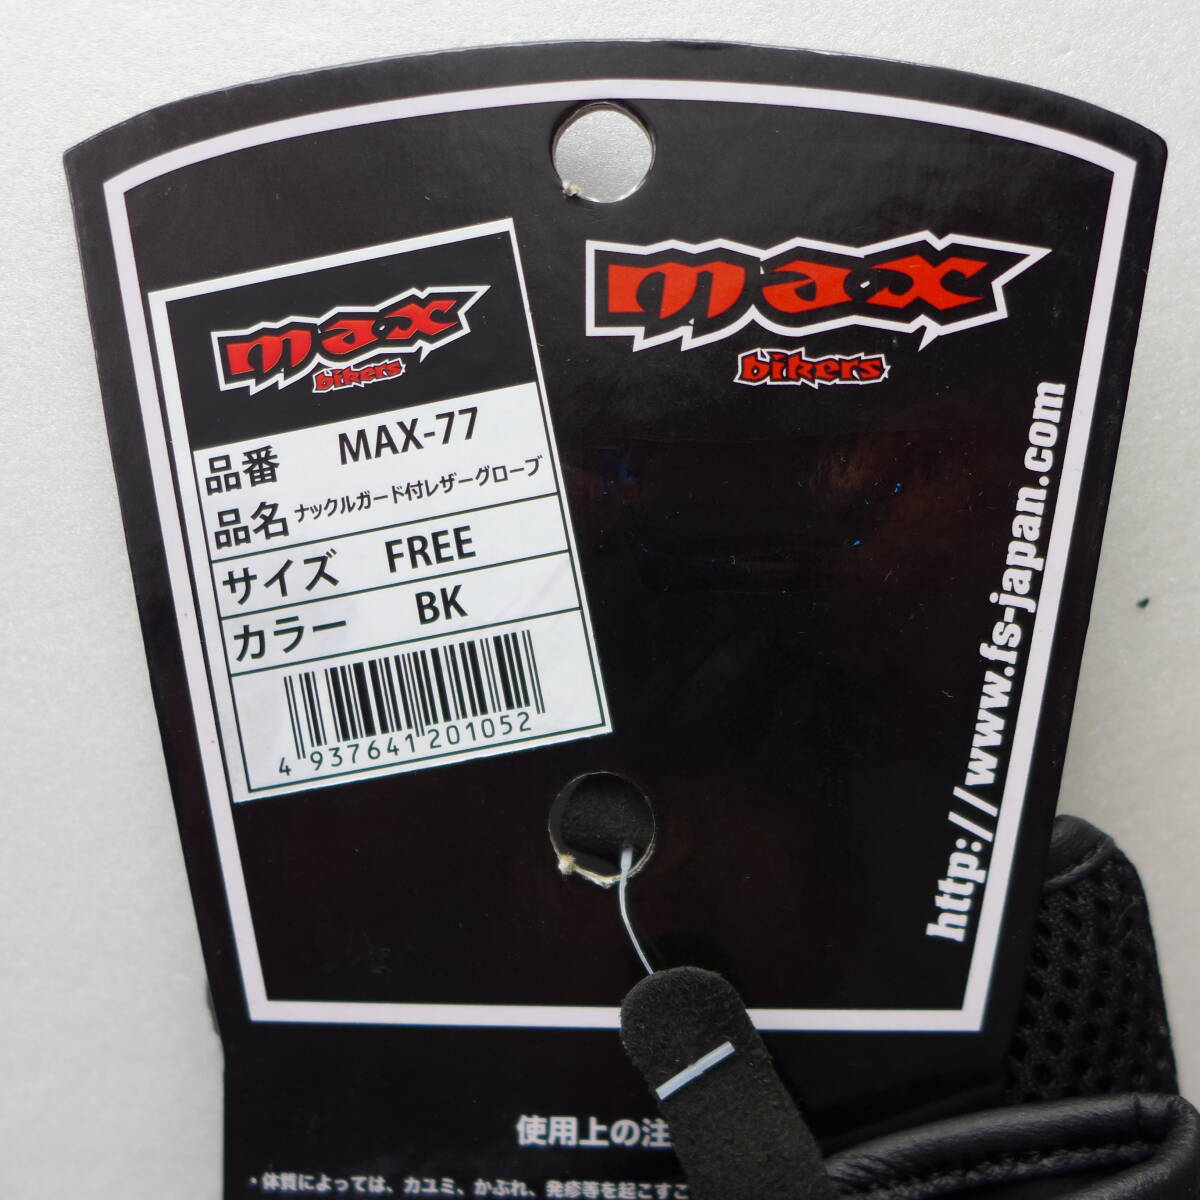 max
bikers
品番 MAX-77
品名 ナックルガード付レザーグローブ
サイズ FREE
カラー BK
4 937641 201052
max
bikers
http://www.fs-japan.com
使用上の注
・体質によっては、カユミ、かぶれ、発疹等を起こすこ